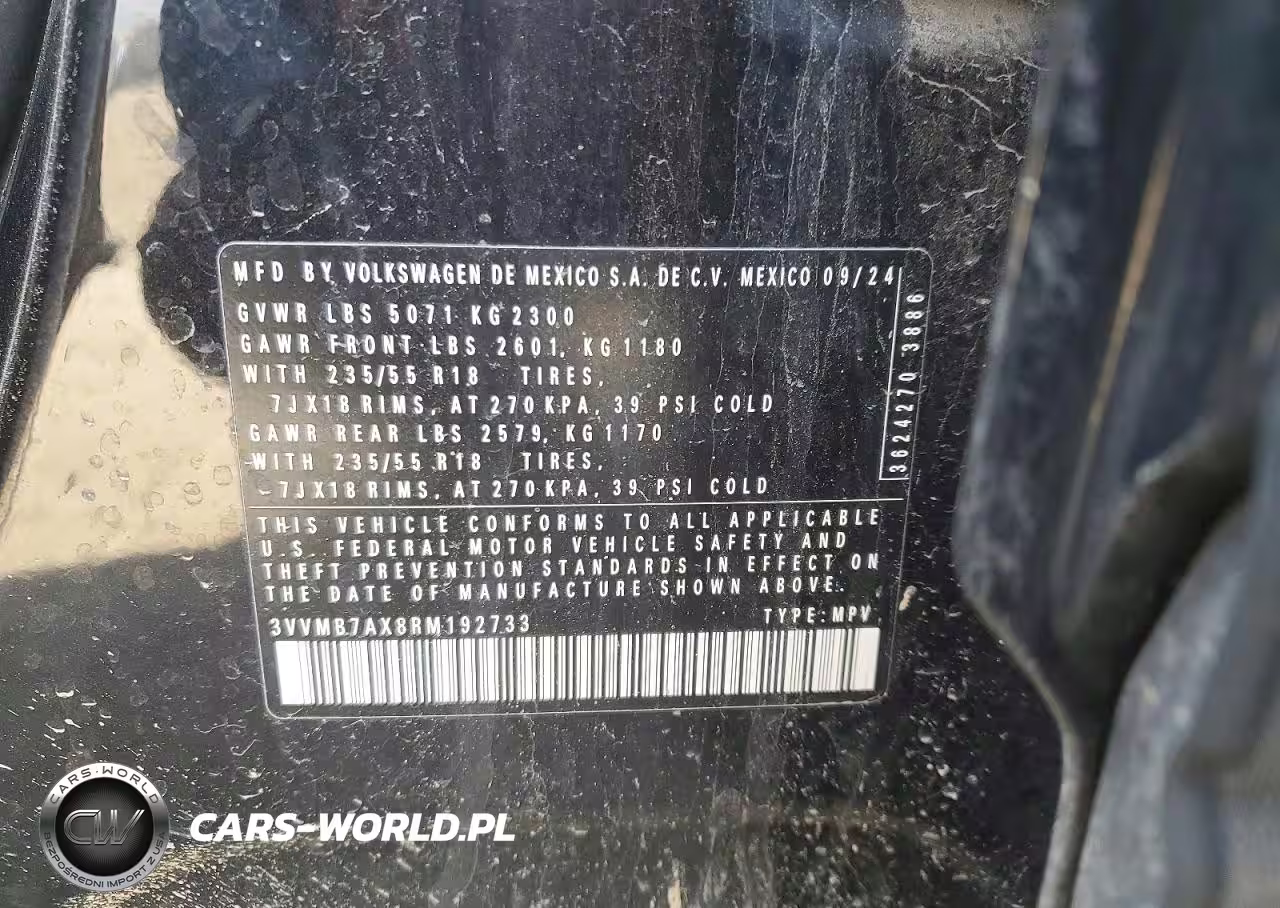 MFD BY VOLKSWAGEN DE MEXICO S.A. DE C.V. MEXICO 09/24
GVWR LBS 5071 KG 2300
GAWR FRONT LBS 2601, KG 1180
WITH 235/55 R18 TIRES,
7JX18 RIMS, AT 270 KPA, 39 PSI COLD
GAWR REAR LBS 2579, KG 1170
WITH 235/55 R18 TIRES,
7JX18 RIMS, AT 270 KPA, 39 PSI COLD
3624270 3886
THIS VEHICLE CONFORMS TO ALL APPLICABLE
U.S. FEDERAL MOTOR VEHICLE SAFETY AND
THEFT PREVENTION STANDARDS IN EFFECT ON
THE DATE OF MANUFACTURE SHOWN ABOVE.
3VVMB7AX8RM192733 TYPE:MPV
CARS-WORLD
CW
BEZPOŚREDNI IMPORT Z USA
CARS-WORLD.PL